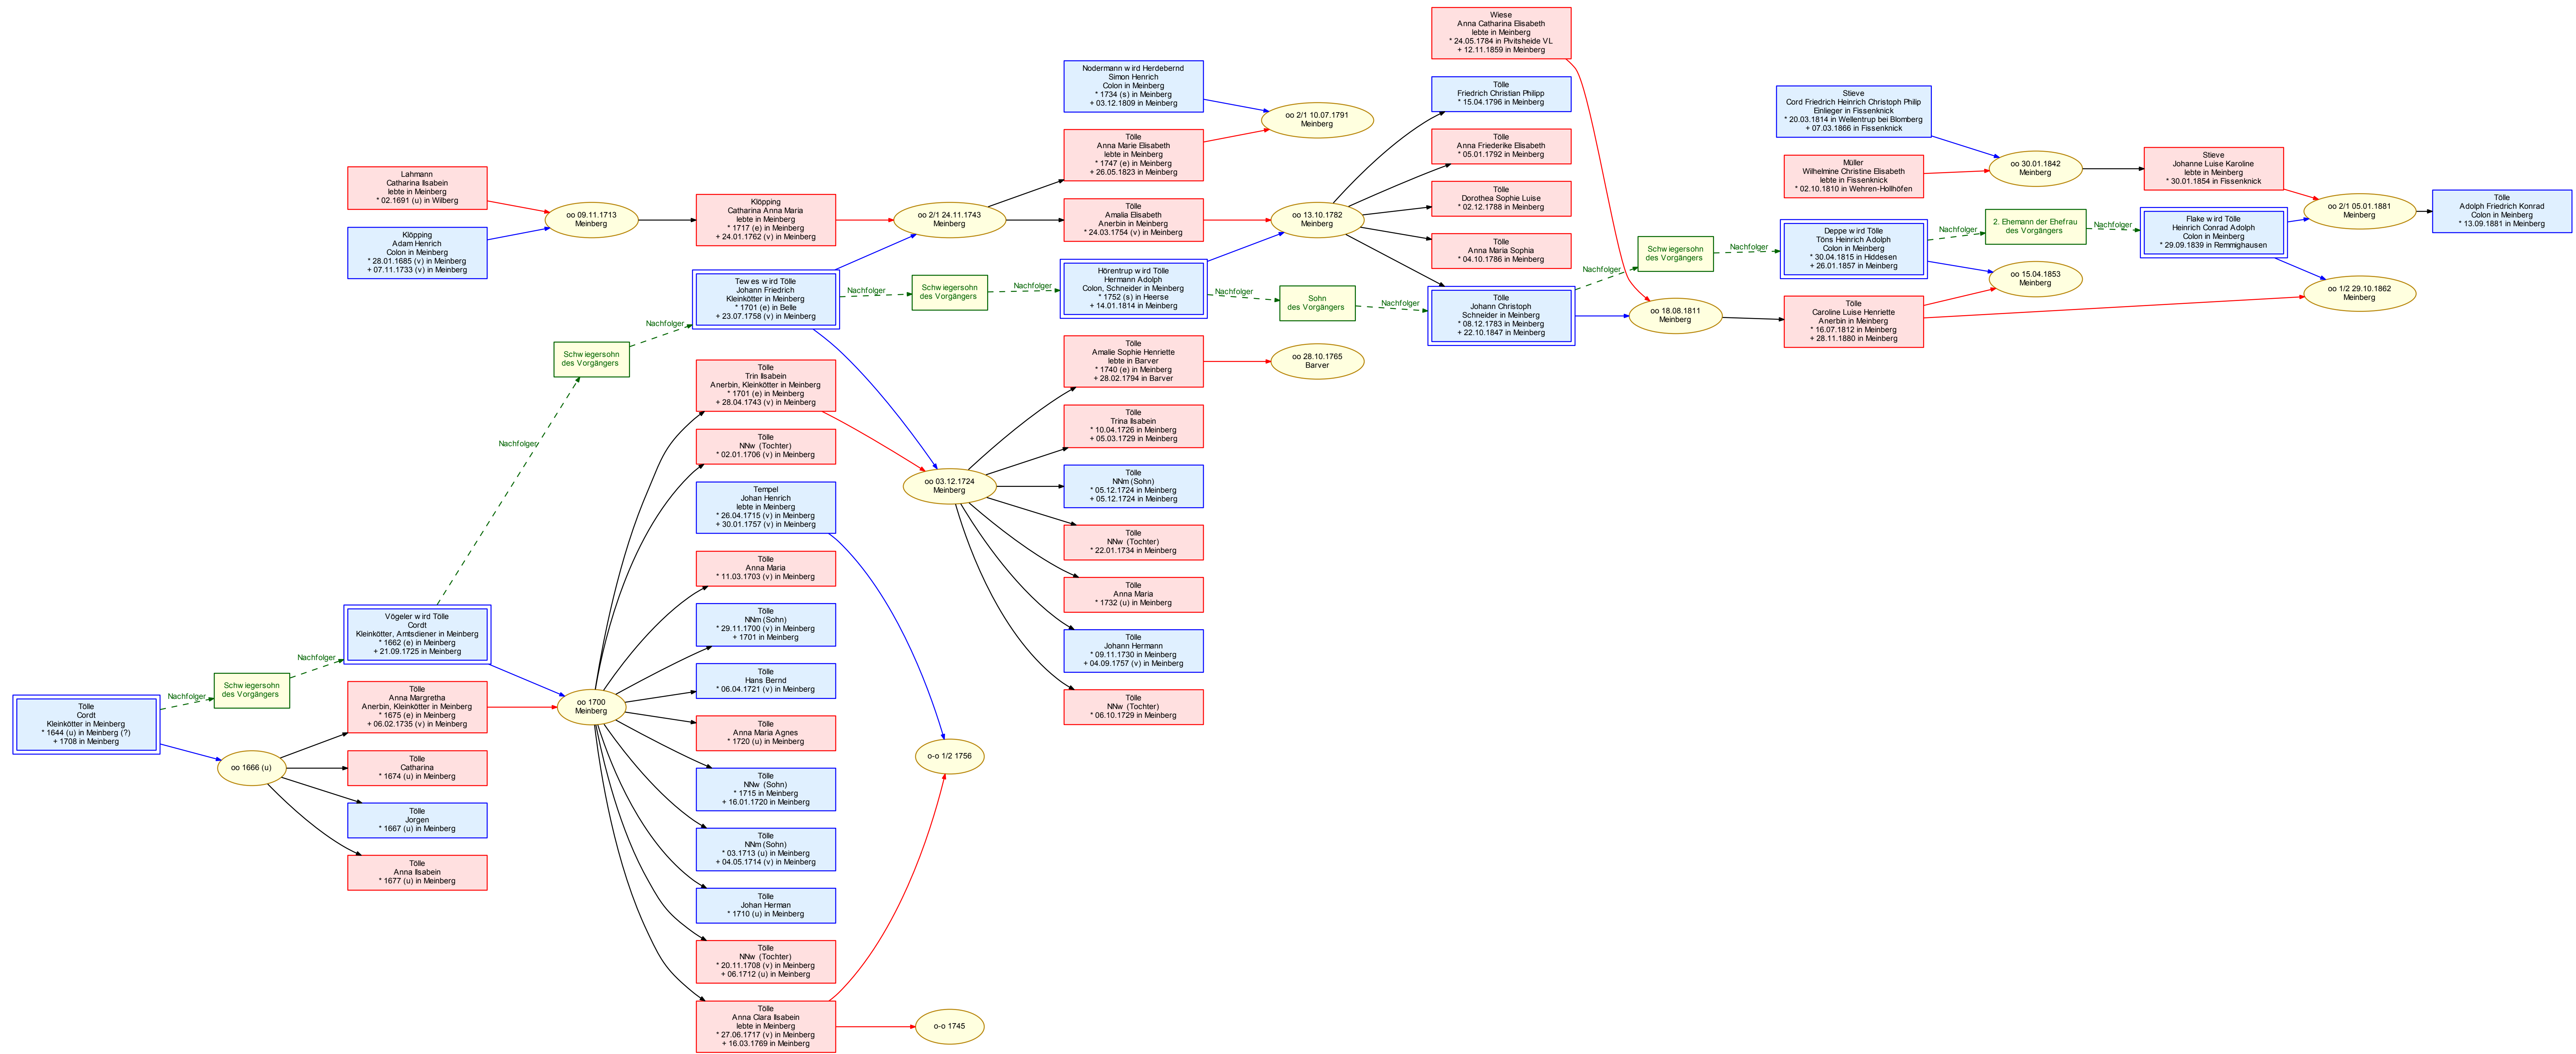 Tölle
Cordt
Kleinkötter in Meinberg
* 1644 (u) in Meinberg (?)
+ 1708 in Meinberg
Nachfolger
Schwiegersohn
des Vorgängers
Nachfolger
oo 1666 (u)
Lahmann
Catharina Ilsabein
lebte in Meinberg
* 02.1691 (u) in Wilberg
Klöpping
Adam Henrich
Colon in Meinberg
* 28.01.1685 (v) in Meinberg
+ 07.11.1733 (v) in Meinberg
Vögeler wird Tölle
Cordt
Kleinkötter, Amtsdiener in Meinberg
* 1662 (e) in Meinberg
+ 21.09.1725 in Meinberg
Tölle
Anna Margretha
Anerbin, Kleinkötter in Meinberg
* 1675 (e) in Meinberg
+ 06.02.1735 (v) in Meinberg
Tölle
Catharina
* 1674 (u) in Meinberg
Tölle
Jorgen
* 1667 (u) in Meinberg
Tölle
Anna Ilsabein
* 1677 (u) in Meinberg
oo 09.11.1713
Meinberg
Nachfolger
Schwiegersohn
des Vorgängers
Nachfolger
oo 1700
Meinberg
Klöpping
Catharina Anna Maria
lebte in Meinberg
* 1717 (e) in Meinberg
+ 24.01.1762 (v) in Meinberg
Tewes wird Tölle
Johann Friedrich
Kleinkötter in Meinberg
* 1701 (e) in Belle
+ 23.07.1758 (v) in Meinberg
Tölle
Trin Ilsabein
Anerbin, Kleinkötter in Meinberg
* 1701 (e) in Meinberg
+ 28.04.1743 (v) in Meinberg
Tölle
NNw (Tochter)
* 02.01.1706 (v) in Meinberg
Tempel
Johan Henrich
lebte in Meinberg
* 26.04.1715 (v) in Meinberg
+ 30.01.1757 (v) in Meinberg
Tölle
Anna Maria
* 11.03.1703 (v) in Meinberg
Tölle
NNm (Sohn)
* 29.11.1700 (v) in Meinberg
+ 1701 in Meinberg
Tölle
Hans Bernd
* 06.04.1721 (v) in Meinberg
Tölle
Anna Maria Agnes
* 1720 (u) in Meinberg
Tölle
NNw (Sohn)
* 1715 in Meinberg
+ 16.01.1720 in Meinberg
Tölle
NNm (Sohn)
* 03.1713 (u) in Meinberg
+ 04.05.1714 (v) in Meinberg
Tölle
Johan Herman
* 1710 (u) in Meinberg
Tölle
NNw (Tochter)
* 20.11.1708 (v) in Meinberg
+ 06.1712 (u) in Meinberg
Tölle
Anna Clara Ilsabein
lebte in Meinberg
* 27.06.1717 (v) in Meinberg
+ 16.03.1769 in Meinberg
oo 2/1 24.11.1743
Meinberg
Nachfolger
Schwiegersohn
des Vorgängers
Nachfolger
oo 03.12.1724
Meinberg
o-o 1/2 1756
o-o 1745
Nodermann wird Herdebernd
Simon Henrich
Colon in Meinberg
* 1734 (s) in Meinberg
+ 03.12.1809 in Meinberg
Tölle
Anna Marie Elisabeth
lebte in Meinberg
* 1747 (e) in Meinberg
+ 26.05.1823 in Meinberg
Tölle
Amalia Elisabeth
Anerbin in Meinberg
* 24.03.1754 (v) in Meinberg
Hörentrup wird Tölle
Hermann Adolph
Colon, Schneider in Meinberg
* 1752 (s) in Heerse
+ 14.01.1814 in Meinberg
Tölle
Amalie Sophie Henriette
lebte in Barver
* 1740 (e) in Meinberg
+ 28.02.1794 in Barver
Tölle
Trina Ilsabein
* 10.04.1726 in Meinberg
+ 05.03.1729 in Meinberg
Tölle
NNm (Sohn)
* 05.12.1724 in Meinberg
+ 05.12.1724 in Meinberg
Tölle
NNw (Tochter)
* 22.01.1734 in Meinberg
Tölle
Anna Maria
* 1732 (u) in Meinberg
Tölle
Johann Hermann
* 09.11.1730 in Meinberg
+ 04.09.1757 (v) in Meinberg
Tölle
NNw (Tochter)
* 06.10.1729 in Meinberg
oo 2/1 10.07.1791
Meinberg
oo 13.10.1782
Meinberg
Nachfolger
Sohn
des Vorgängers
Nachfolger
oo 28.10.1765
Barver
Wiese
Anna Catharina Elisabeth
lebte in Meinberg
* 24.05.1784 in Pivitsheide V.L
+ 12.11.1859 in Meinberg
Tölle
Friedrich Christian Philipp
* 15.04.1796 in Meinberg
Tölle
Anna Friederike Elisabeth
* 05.01.1792 in Meinberg
Tölle
Dorothea Sophie Luise
* 02.12.1788 in Meinberg
Tölle
Anna Maria Sophia
* 04.10.1786 in Meinberg
Tölle
Johann Christoph
Schneider in Meinberg
* 08.12.1783 in Meinberg
+ 22.10.1847 in Meinberg
Nachfolger
Schwiegersohn
des Vorgängers
Nachfolger
oo 18.08.1811
Meinberg
Stieve
Cord Friedrich Heinrich Christoph Philip
Einlieger in Fissenknick
* 20.03.1814 in Wellentrup bei Blomberg
+ 07.03.1866 in Fissenknick
Müller
Wilhelmine Christine Elisabeth
lebte in Fissenknick
* 02.10.1810 in Wehren-Hollhöfen
Deppe wird Tölle
Töns Heinrich Adolph
Colon in Meinberg
* 30.04.1815 in Hiddesen
+ 26.01.1857 in Meinberg
Tölle
Caroline Luise Henriette
Anerbin in Meinberg
* 16.07.1812 in Meinberg
+ 28.11.1880 in Meinberg
oo 30.01.1842
Meinberg
Nachfolger
2. Ehemann der Ehefrau
des Vorgängers
Nachfolger
oo 15.04.1853
Meinberg
Stieve
Johanne Luise Karoline
lebte in Meinberg
* 30.01.1854 in Fissenknick
Flake wird Tölle
Heinrich Conrad Adolph
Colon in Meinberg
* 29.09.1839 in Remmighausen
oo 2/1 05.01.1881
Meinberg
oo 1/2 29.10.1862
Meinberg
Tölle
Adolph Friedrich Konrad
Colon in Meinberg
* 13.09.1881 in Meinberg